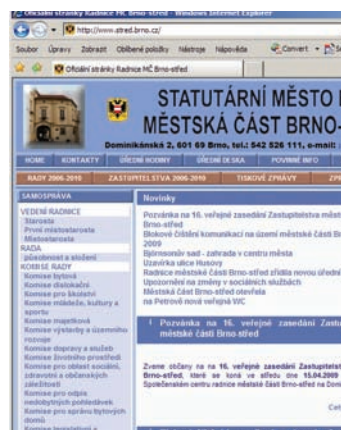 Oficiální stránky Radnice MČ Brno-střed - Windows Internet Explorer
http://www.stred.brno.cz/
Soubor Úpravy Zobrazit Oblíbené položky Nástroje Nápověda Convert
Oficiální stránky Radnice MČ Brno-střed
STATUTÁRNÍ MĚSTO
MĚSTSKÁ ČÁST BRNO-
Dominikánská 2, 601 69 Brno, tel.: 542 526 111, e-mail:
HOME KONTAKTY ÚŘEDNÍ HODINY ÚŘEDNÍ DESKA POVINNÉ INFO
RADY 2006-2010 ZASTUPITELSTVA 2006-2010 TISKOVÉ ZPRÁVY
SAMOSPRÁVA
VEDENÍ RADNICE
Starosta
První místostarosta
Místostarosta
RADA
působnost a složení
KOMISE RADY
Komise bytová
Komise dislokační
Komise pro školství
Komise mládeže, kultury a
sportu
Komise majetková
Komise výstavby a územního
rozvoje
Komise dopravy a služeb
Komise životního prostředí
Komise pro oblast sociální,
zdravotní a občanských
záležitostí
Komise pro odpis
nedobytných pohledávek
Komise pro správu bytových
domů
Novinky
Pozvánka na 16. veřejné zasedání Zastupitelstva
Brno-střed
Blokové čištění komunikací na území městské části
2009
Björnsonův sad - zahrada v centru města
Uzavírka ulice Husovy
Radnice městské části Brno-střed zřídila novou
Upozornění na změny v sociálních službách
Městská část Brno-střed otevřela
na Petrově nová veřejná WC
Pozvánka na 16. veřejné zasedání
městské části Brno-střed
Zveme občany na na 16. veřejné zasedání
Brno-střed, které se koná ve středu dne 15.04.2009
Společenském centru radnice městské části Brno-střed na